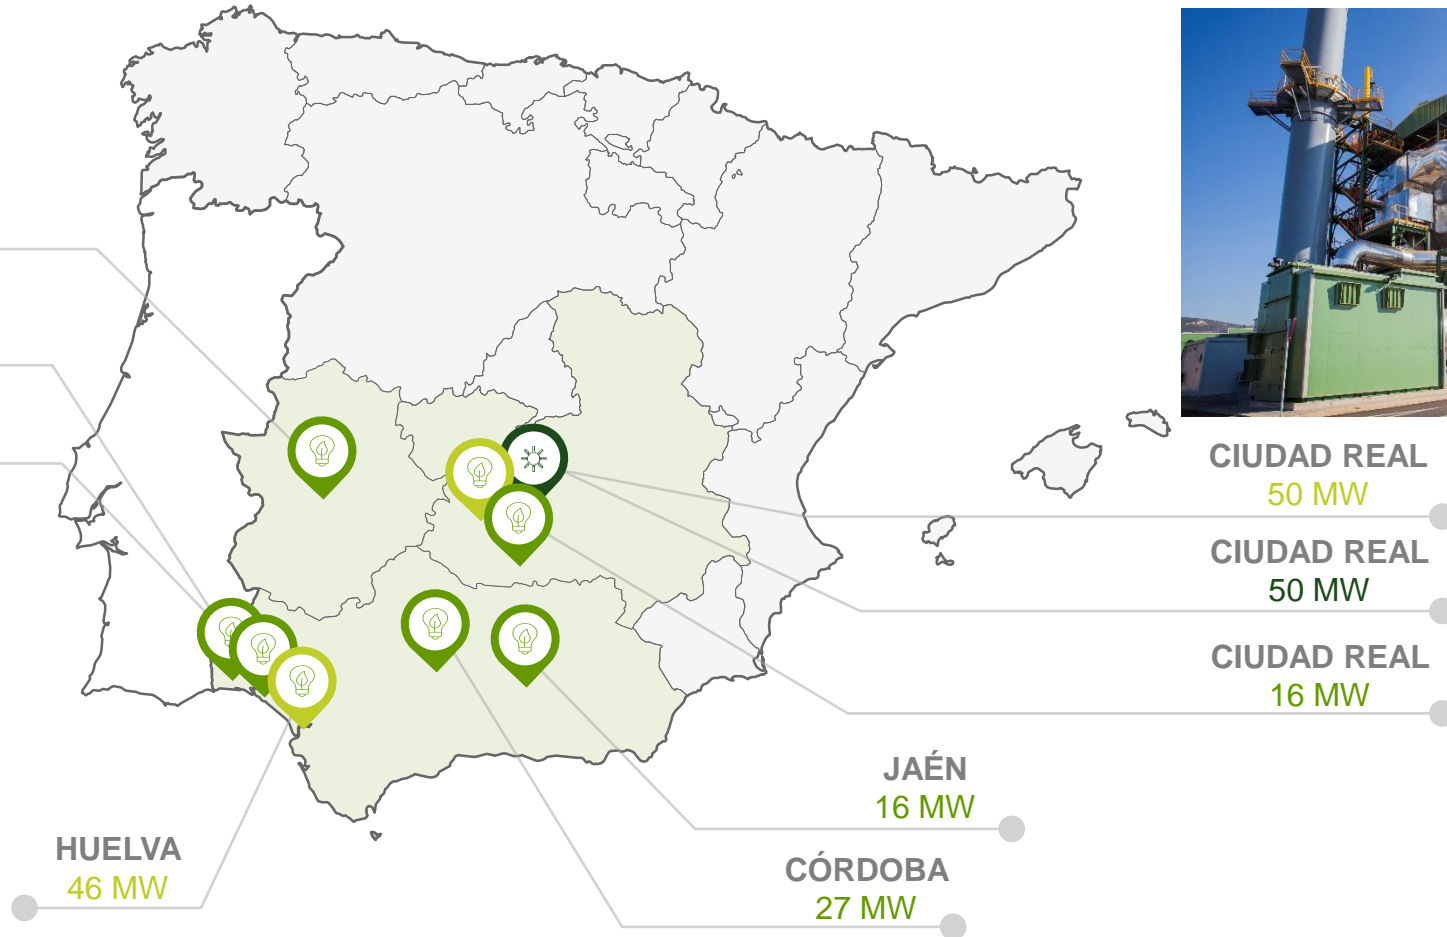 CIUDAD REAL
50 MW
CIUDAD REAL
50 MW
CIUDAD REAL
16 MW
JAÉN
16 MW
HUELVA
46 MW
CÓRDOBA
27 MW